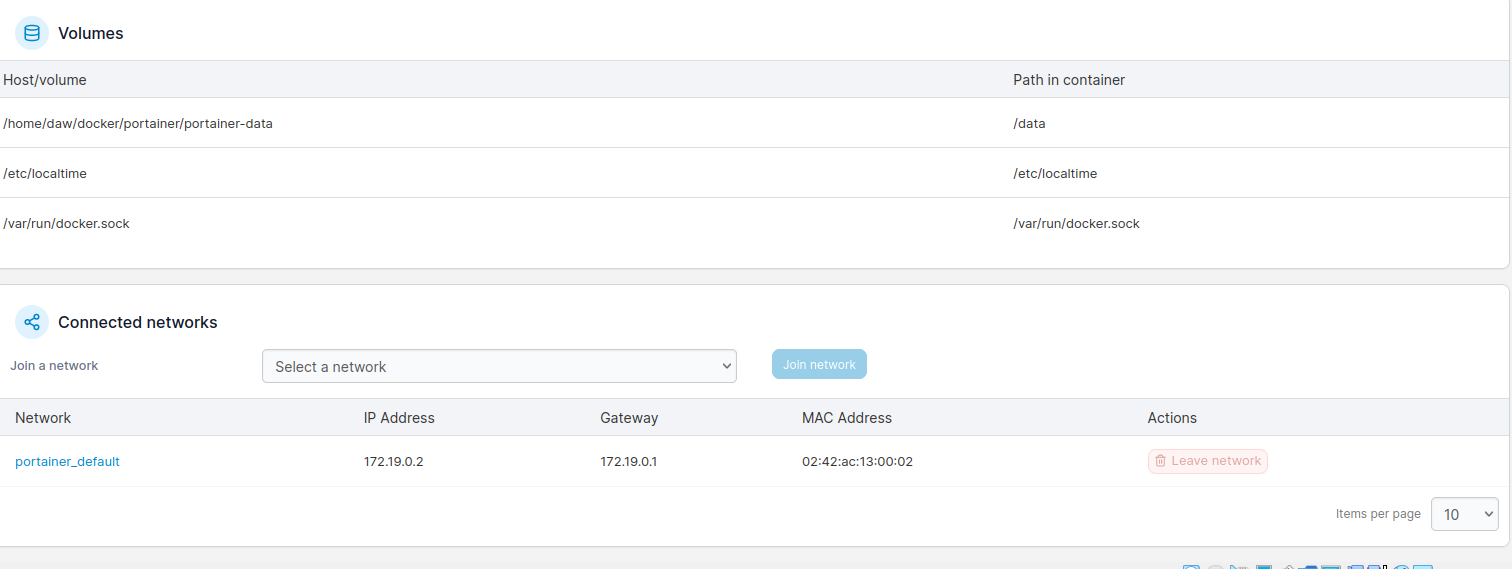 Volumes
Host/volume Path in container
/home/daw/docker/portainer/portainer-data /data
/etc/localtime /etc/localtime
/var/run/docker.sock /var/run/docker.sock
Connected networks
Join a network Select a network Join network
Network IP Address Gateway MAC Address Actions
portainer_default 172.19.0.2 172.19.0.1 02:42:ac:13:00:02 Leave network
Items per page 10